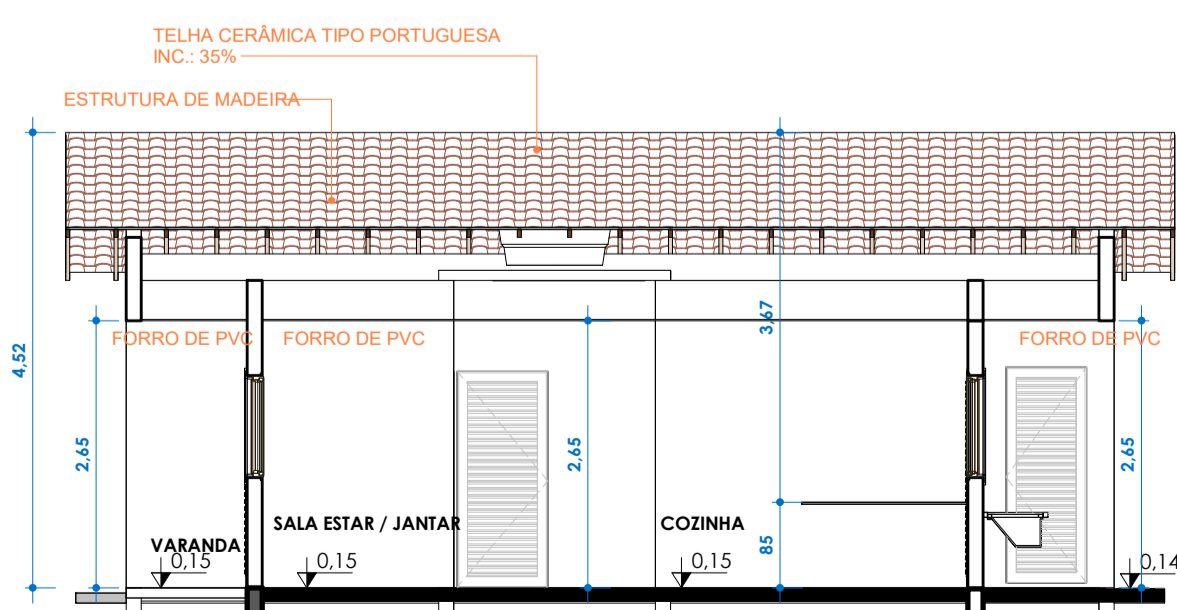 TELHA CERÂMICA TIPO PORTUGUESA
INC.: 35%
ESTRUTURA DE MADEIRA
3,67
FORRO DE PVC
FORRO DE PVC
FORRO DE PVC
4,52
2,65
2,65
2,65
SALA ESTAR / JANTAR
COZINHA
VARANDA
85
0,15
0,15
0,15
0,14